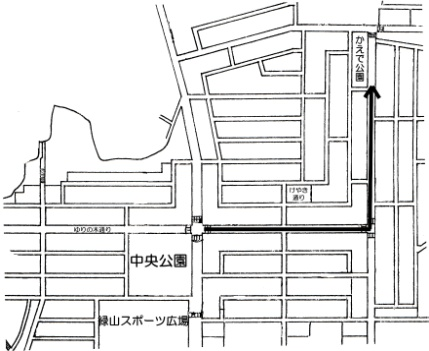 かえで公園
けやき
通り
ゆりの木通り
中央公園
緑山スポーツ広場